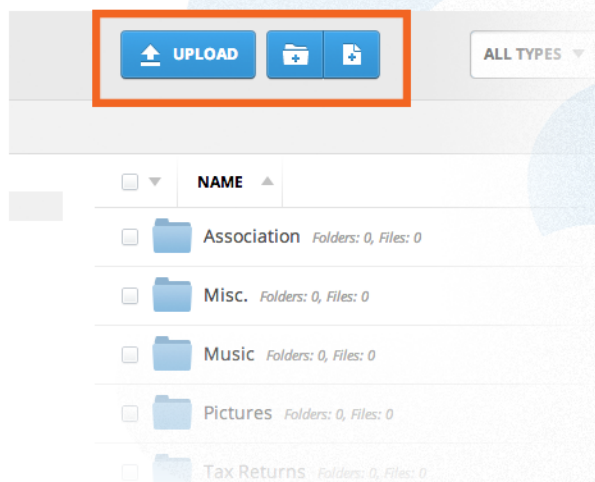 UPLOAD
ALL TYPES
NAME
Association Folders: 0, Files: 0
Misc. Folders: 0, Files: 0
Music Folders: 0, Files: 0
Pictures Folders: 0, Files: 0
Tax Returns Folders: 0, Files: 0